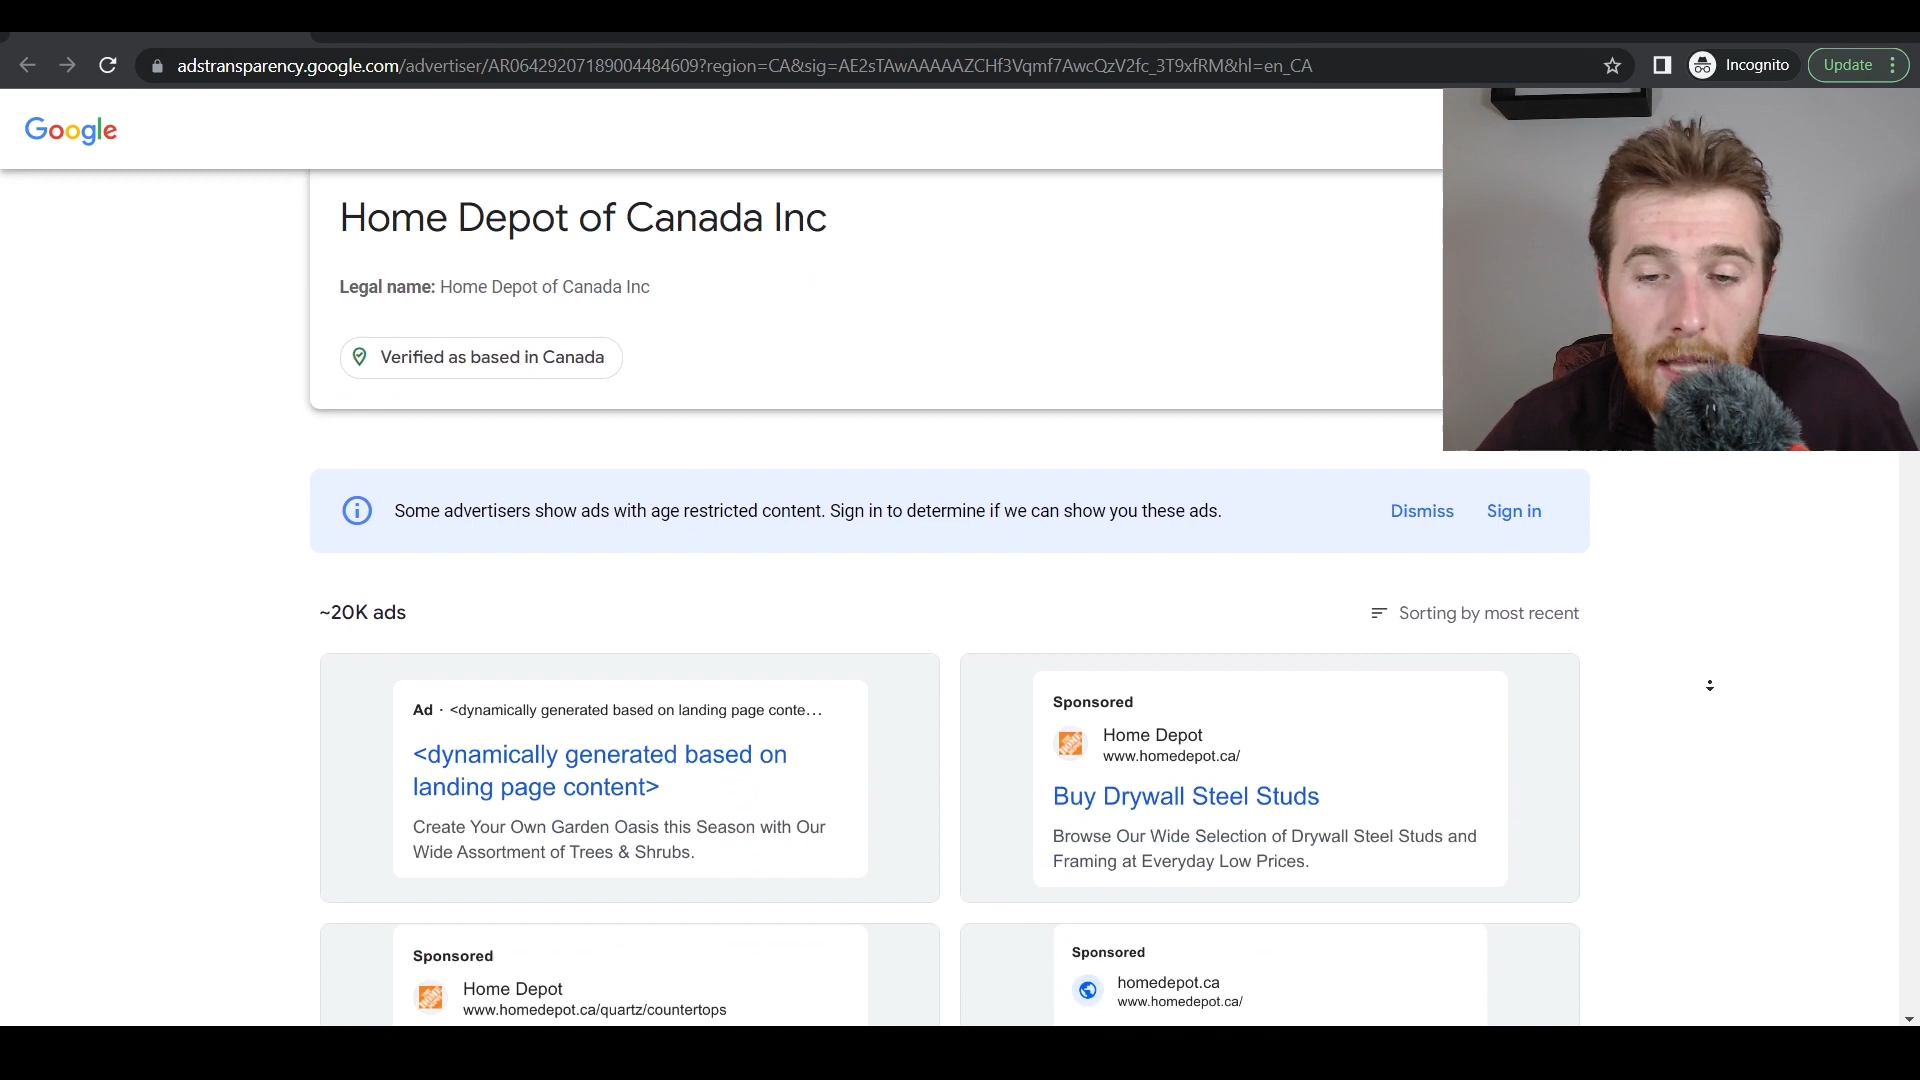 adstransparency.google.com/advertiser/AR06429207189004484609?region=CA&sig=AE2sTAwAAAAAZCHf3Vqmf7AwcQzV2fc_3T9xfRM&hl=en_CA
Incognito
Update
Google
Home Depot of Canada Inc
Legal name: Home Depot of Canada Inc
Verified as based in Canada
Some advertisers show ads with age restricted content. Sign in to determine if we can show you these ads.
Dismiss
Sign in
~20K ads
Sorting by most recent
Ad · <dynamically generated based on landing page conte...
<dynamically generated based on
landing page content>
Create Your Own Garden Oasis this Season with Our
Wide Assortment of Trees & Shrubs.
Sponsored
Home Depot
www.homedepot.ca/
Buy Drywall Steel Studs
Browse Our Wide Selection of Drywall Steel Studs and
Framing at Everyday Low Prices.
Sponsored
Home Depot
www.homedepot.ca/quartz/countertops
Sponsored
homedepot.ca
www.homedepot.ca/